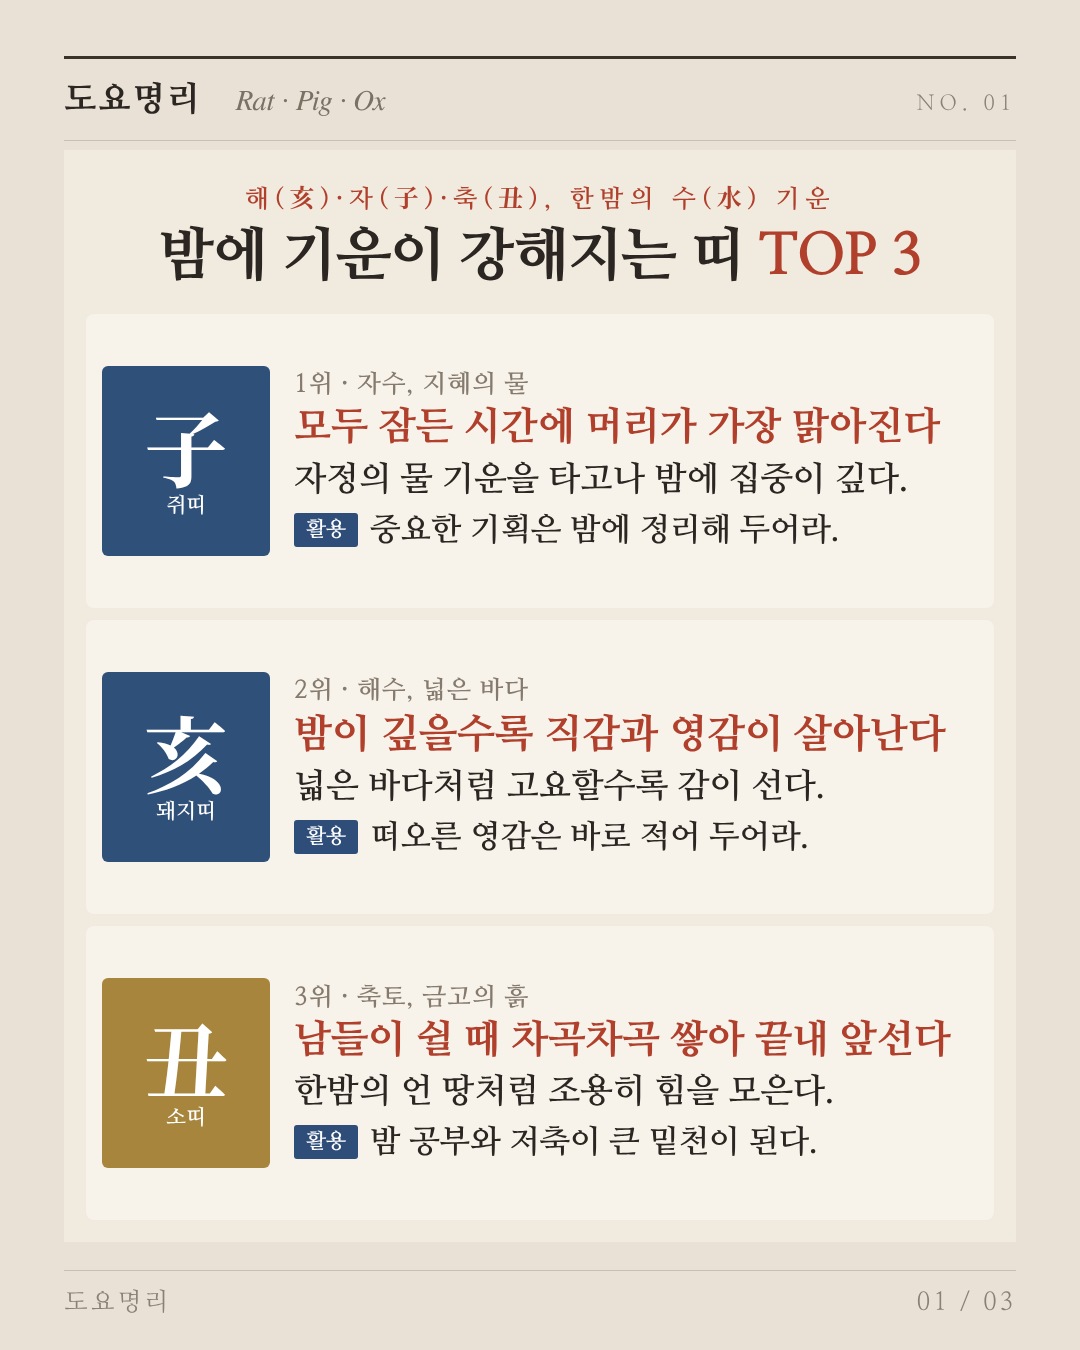 도요명리 Rat · Pig · Ox NO. 01
해(亥)·자(子)·축(丑), 한밤의 수(水) 기운
밤에 기운이 강해지는 띠 TOP 3
子
쥐띠
1위 · 자수, 지혜의 물
모두 잠든 시간에 머리가 가장 맑아진다
자정의 물 기운을 타고나 밤에 집중이 깊다.
활용 중요한 기획은 밤에 정리해 두어라.
亥
돼지띠
2위 · 해수, 넓은 바다
밤이 깊을수록 직감과 영감이 살아난다
넓은 바다처럼 고요할수록 감이 선다.
활용 떠오른 영감은 바로 적어 두어라.
丑
소띠
3위 · 축토, 금고의 흙
남들이 쉴 때 차곡차곡 쌓아 끝내 앞선다
한밤의 언 땅처럼 조용히 힘을 모은다.
활용 밤 공부와 저축이 큰 밑천이 된다.
도요명리 01 / 03